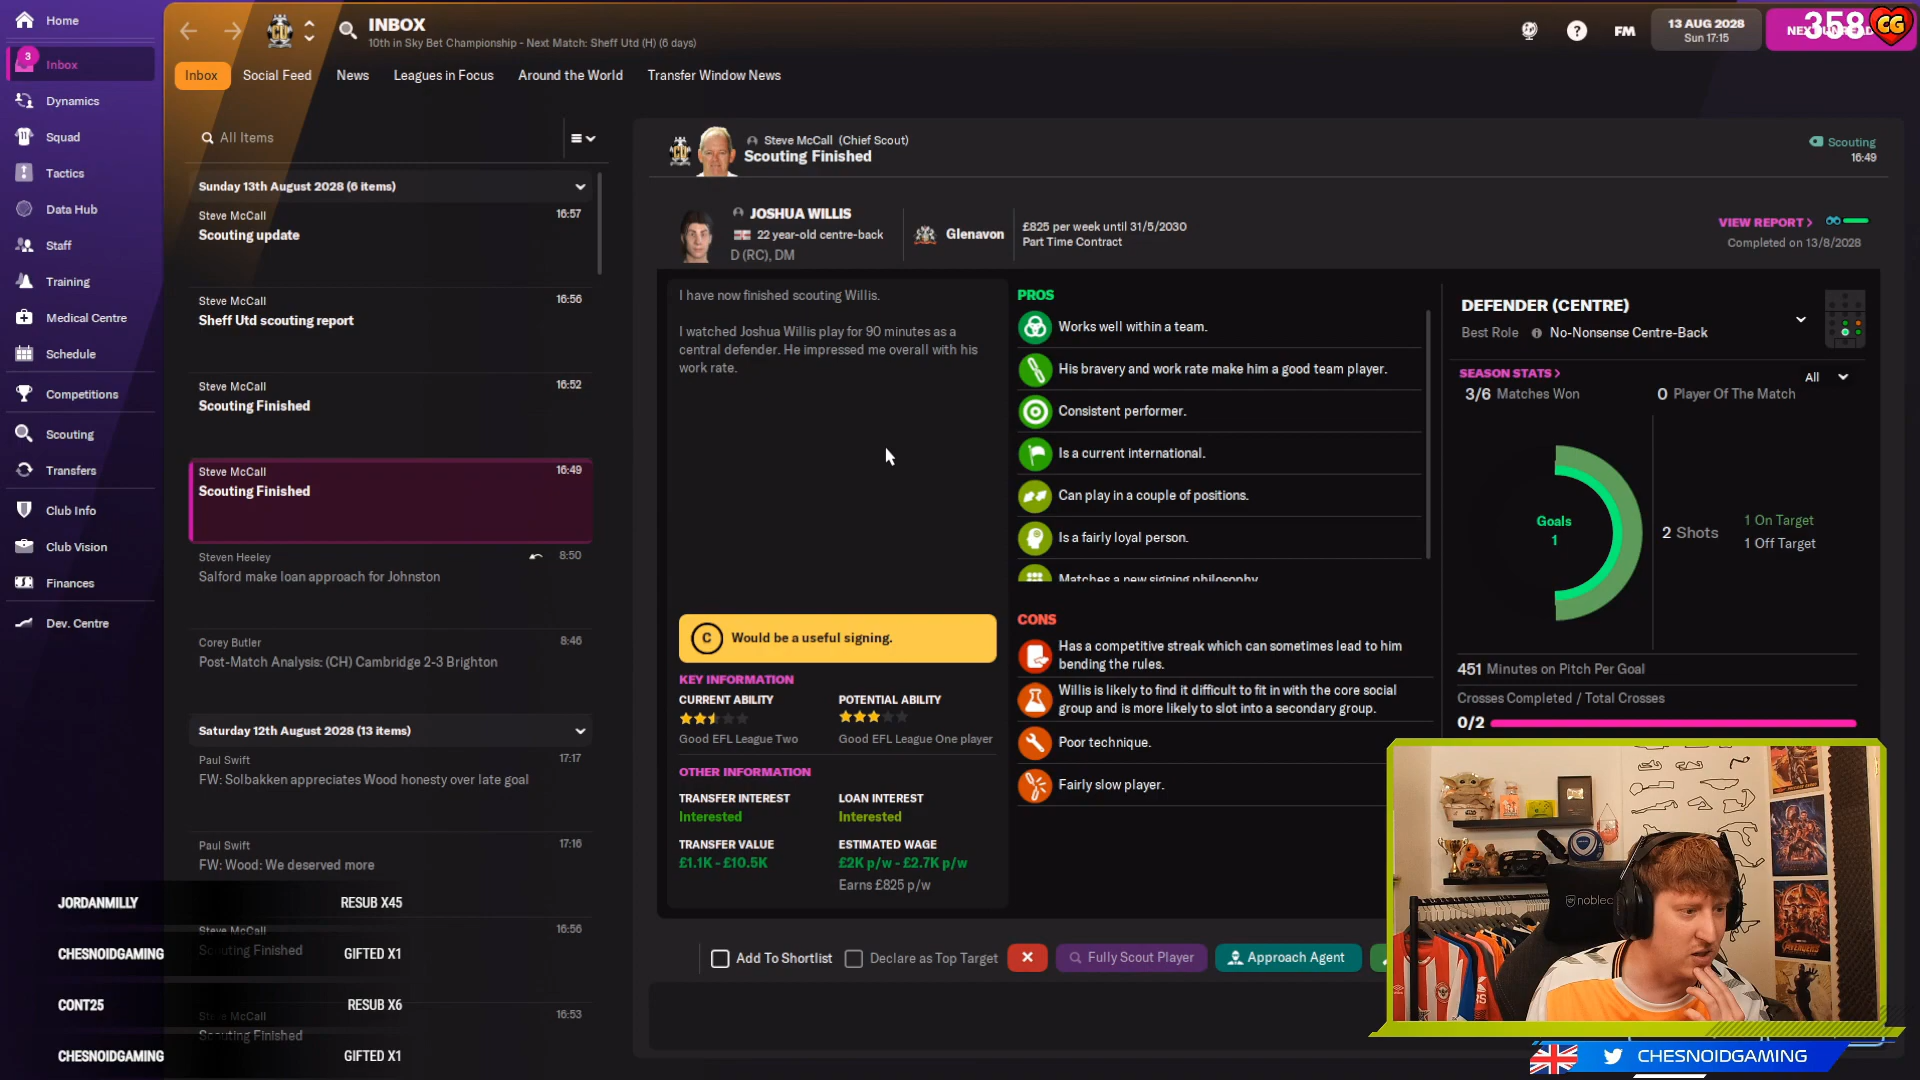 Home
INBOX
10th in Sky Bet Championship - Next Match: Sheff Utd (H) (6 days)
FM
13 AUG 2028
Sun 17:15
358
CG
3
Inbox
Dynamics
Squad
Tactics
Data Hub
Staff
Training
Medical Centre
Schedule
Competitions
Scouting
Transfers
Club Info
Club Vision
Finances
Dev. Centre
Inbox
Social Feed
News
Leagues in Focus
Around the World
Transfer Window News
All Items
Sunday 13th August 2028 (6 items)
Steve McCall
16:57
Scouting update
Steve McCall
16:56
Sheff Utd scouting report
Steve McCall
16:52
Scouting Finished
Steve McCall
16:49
Scouting Finished
Steven Heeley
8:50
Salford make loan approach for Johnston
Corey Butler
8:46
Post-Match Analysis: (CH) Cambridge 2-3 Brighton
Saturday 12th August 2028 (13 items)
Paul Swift
17:17
FW: Solbakken appreciates Wood honesty over late goal
Paul Swift
17:16
FW: Wood: We deserved more
Steve McCall
16:56
Scouting Finished
Steve McCall
16:53
Scouting Finished
JORDANMILLY RESUB X45
CHESNOIDGAMING GIFTED X1
CONT25 RESUB X6
CHESNOIDGAMING GIFTED X1
Steve McCall (Chief Scout)
Scouting Finished
Scouting
16:49
JOSHUA WILLIS
22 year-old centre-back
D (RC), DM
Glenavon
£825 per week until 31/5/2030
Part Time Contract
VIEW REPORT >
Completed on 13/8/2028
I have now finished scouting Willis.
I watched Joshua Willis play for 90 minutes as a
central defender. He impressed me overall with his
work rate.
C
Would be a useful signing.
KEY INFORMATION
CURRENT ABILITY
POTENTIAL ABILITY
Good EFL League Two
Good EFL League One player
OTHER INFORMATION
TRANSFER INTEREST
LOAN INTEREST
Interested
Interested
TRANSFER VALUE
ESTIMATED WAGE
£1.1K - £10.5K
£2K p/w - £2.7K p/w
Earns £825 p/w
PROS
Works well within a team.
His bravery and work rate make him a good team player.
Consistent performer.
Is a current international.
Can play in a couple of positions.
Is a fairly loyal person.
Matches a new signing philosophy
CONS
Has a competitive streak which can sometimes lead to him
bending the rules.
Willis is likely to find it difficult to fit in with the core social
group and is more likely to slot into a secondary group.
Poor technique.
Fairly slow player.
DEFENDER (CENTRE)
Best Role
No-Nonsense Centre-Back
SEASON STATS >
All
3/6 Matches Won
0 Player Of The Match
Goals
1
2 Shots
1 On Target
1 Off Target
451 Minutes on Pitch Per Goal
Crosses Completed / Total Crosses
0/2
Add To Shortlist
Declare as Top Target
Fully Scout Player
Approach Agent
noblec
CHESNOIDGAMING